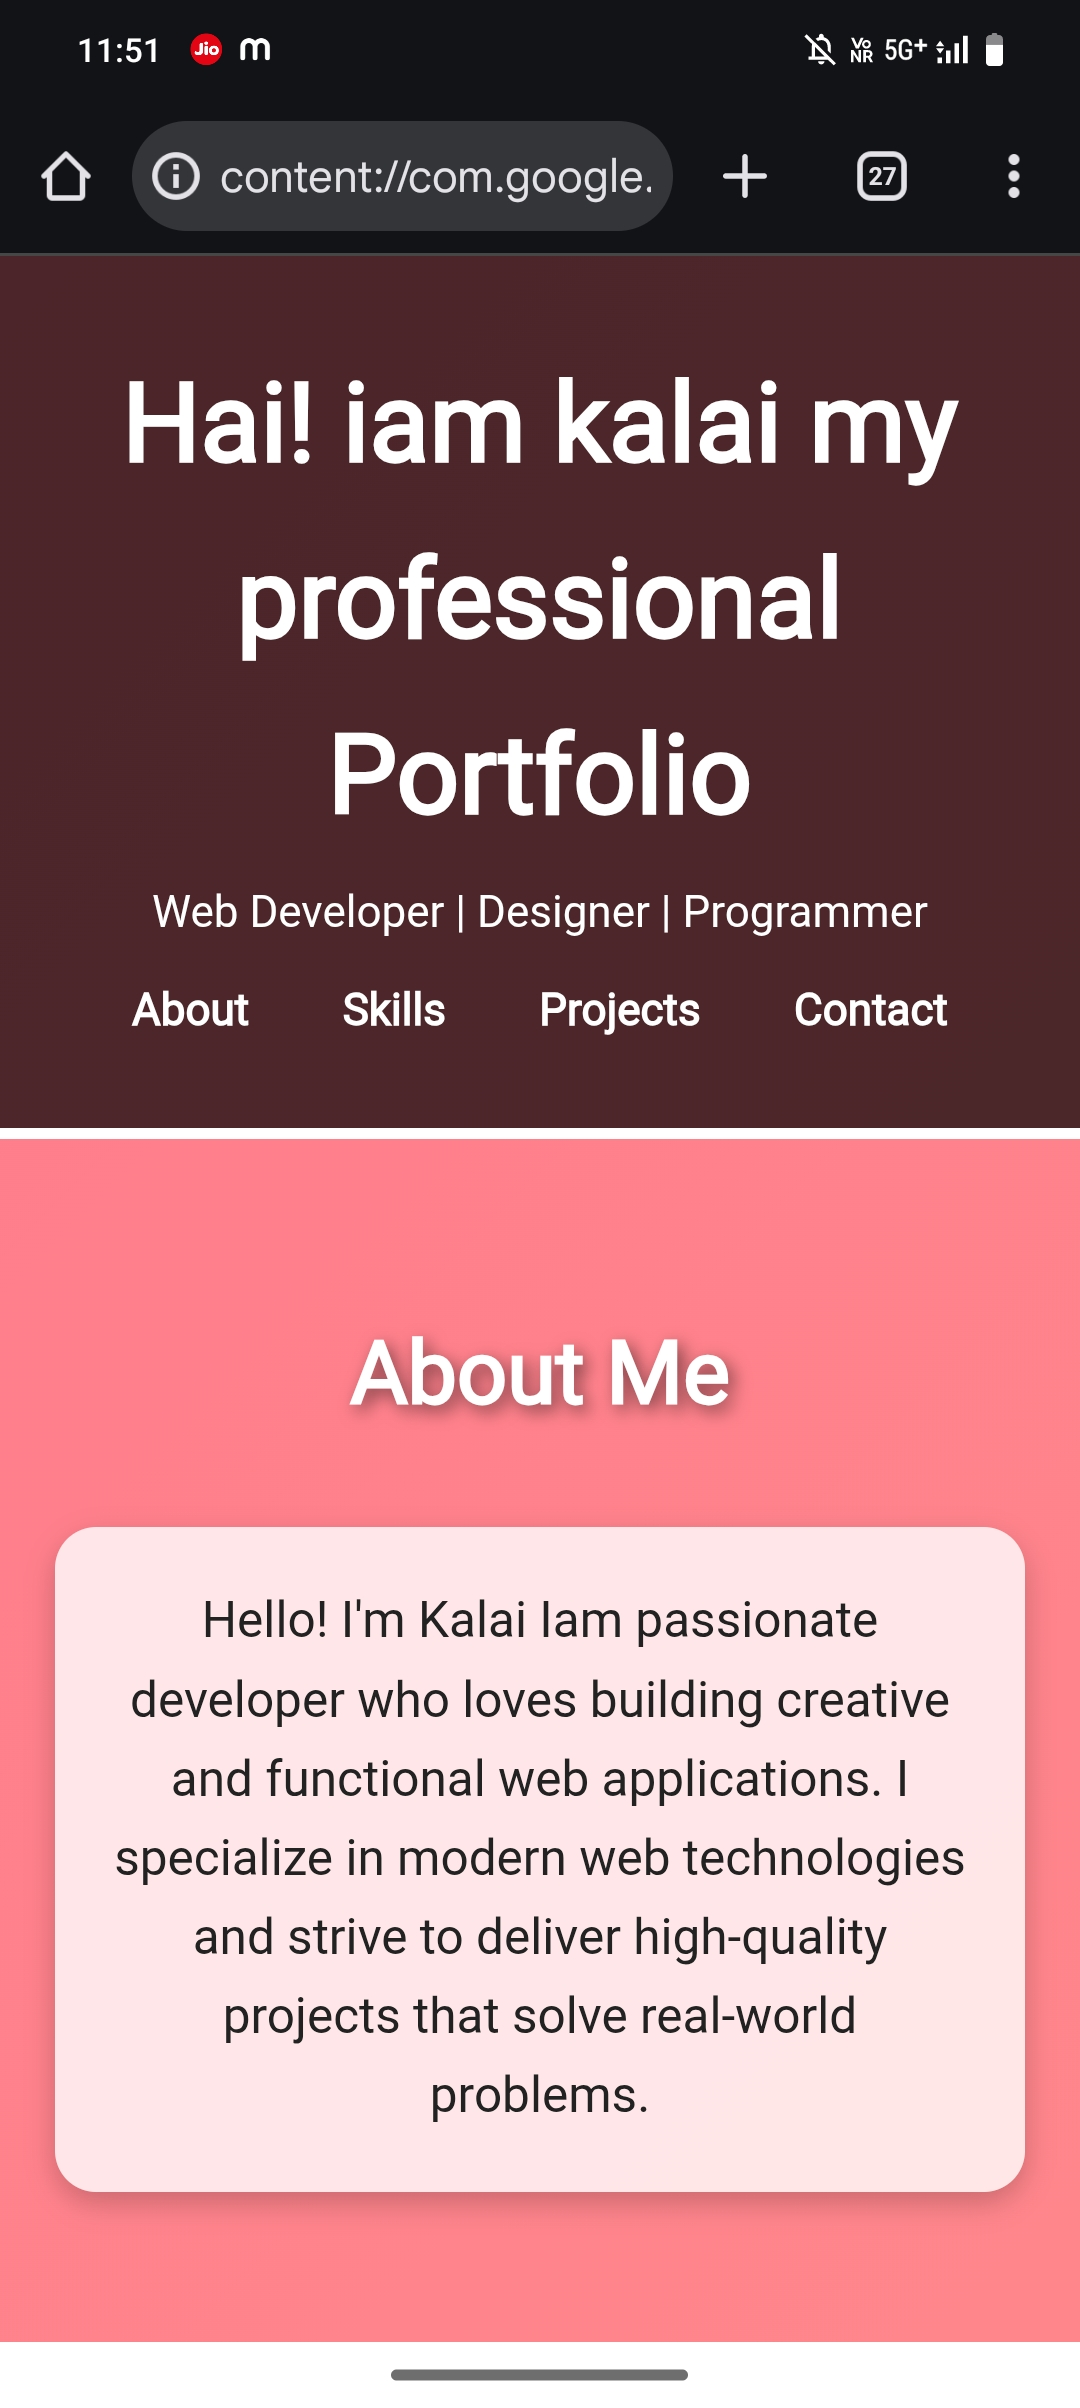 11:51 Jio m Vo NR 5G+
content://com.google. 27
Hai! iam kalai my
professional
Portfolio
Web Developer | Designer | Programmer
About Skills Projects Contact
About Me
Hello! I'm Kalai Iam passionate
developer who loves building creative
and functional web applications. I
specialize in modern web technologies
and strive to deliver high-quality
projects that solve real-world
problems.